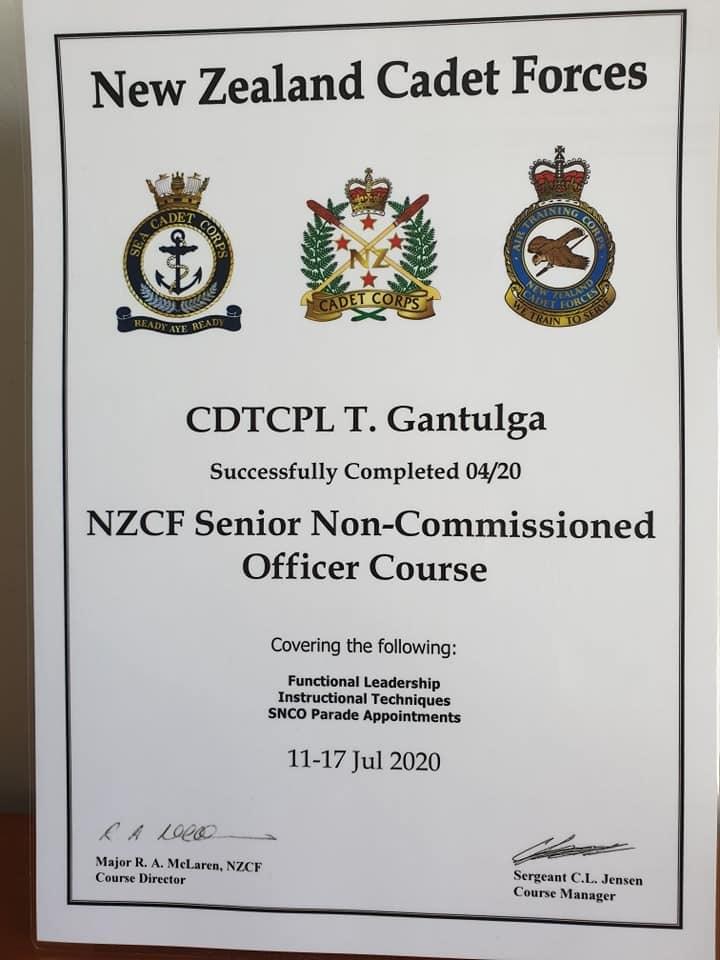 New Zealand Cadet Forces
SEA CADET CORPS
READY AYE READY
NZ
CADET CORPS
AIR TRAINING CORPS
NEW ZEALAND
CADET FORCES
WE TRAIN TO SERVE
CDTCPL T. Gantulga
Successfully Completed 04/20
NZCF Senior Non-Commissioned
Officer Course
Covering the following:
Functional Leadership
Instructional Techniques
SNCO Parade Appointments
11-17 Jul 2020
Major R. A. McLaren, NZCF
Course Director
Sergeant C.L. Jensen
Course Manager